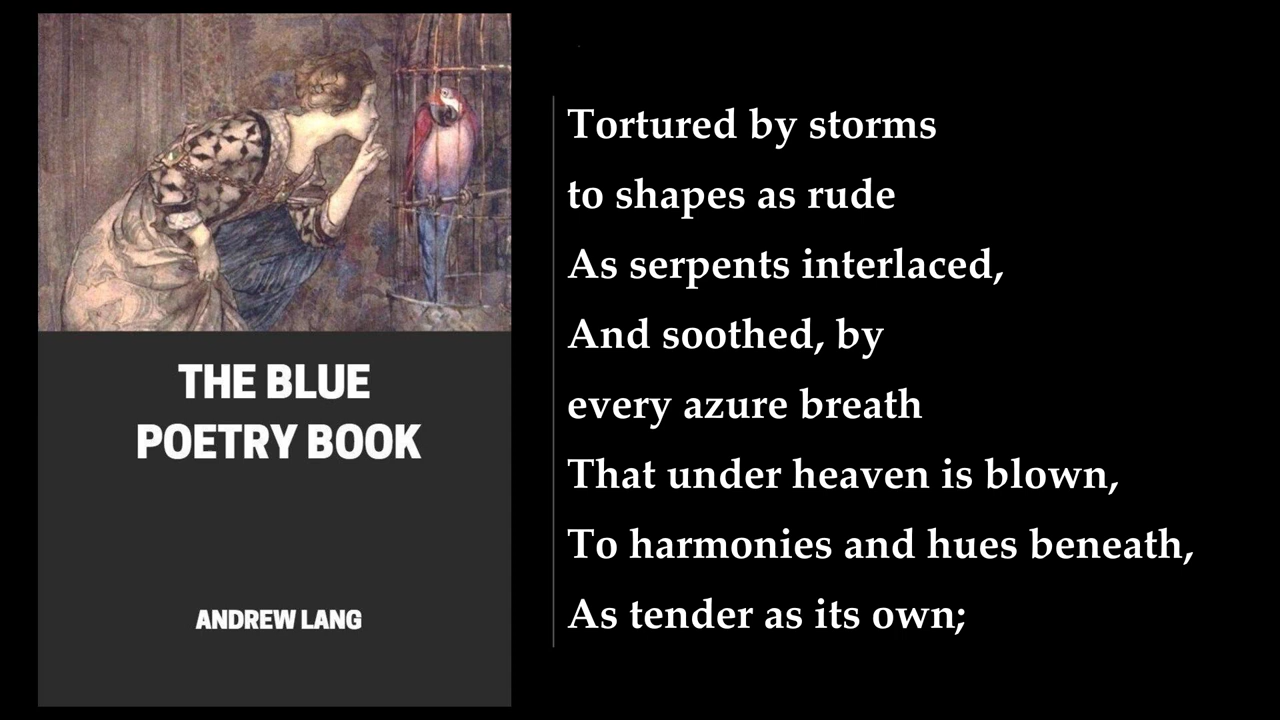 THE BLUE
POETRY BOOK
ANDREW LANG
Tortured by storms
to shapes as rude
As serpents interlaced,
And soothed, by
every azure breath
That under heaven is blown,
To harmonies and hues beneath,
As tender as its own;